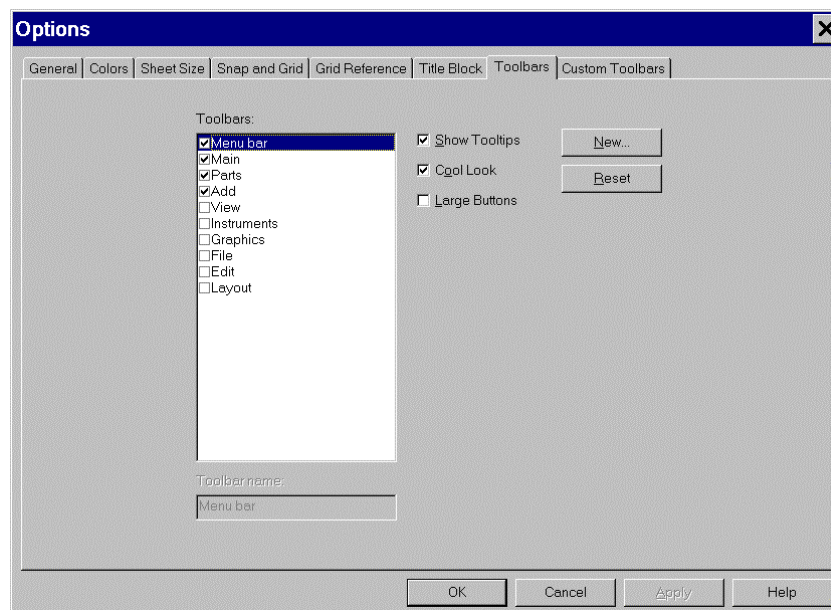 Options
General Colors Sheet Size Snap and Grid Grid Reference Title Block Toolbars Custom Toolbars
Toolbars:
Menu bar
Main
Parts
Add
View
Instruments
Graphics
File
Edit
Layout
Show Tooltips
Cool Look
Large Buttons
New...
Reset
Toolbar name:
Menu bar
OK Cancel Apply Help